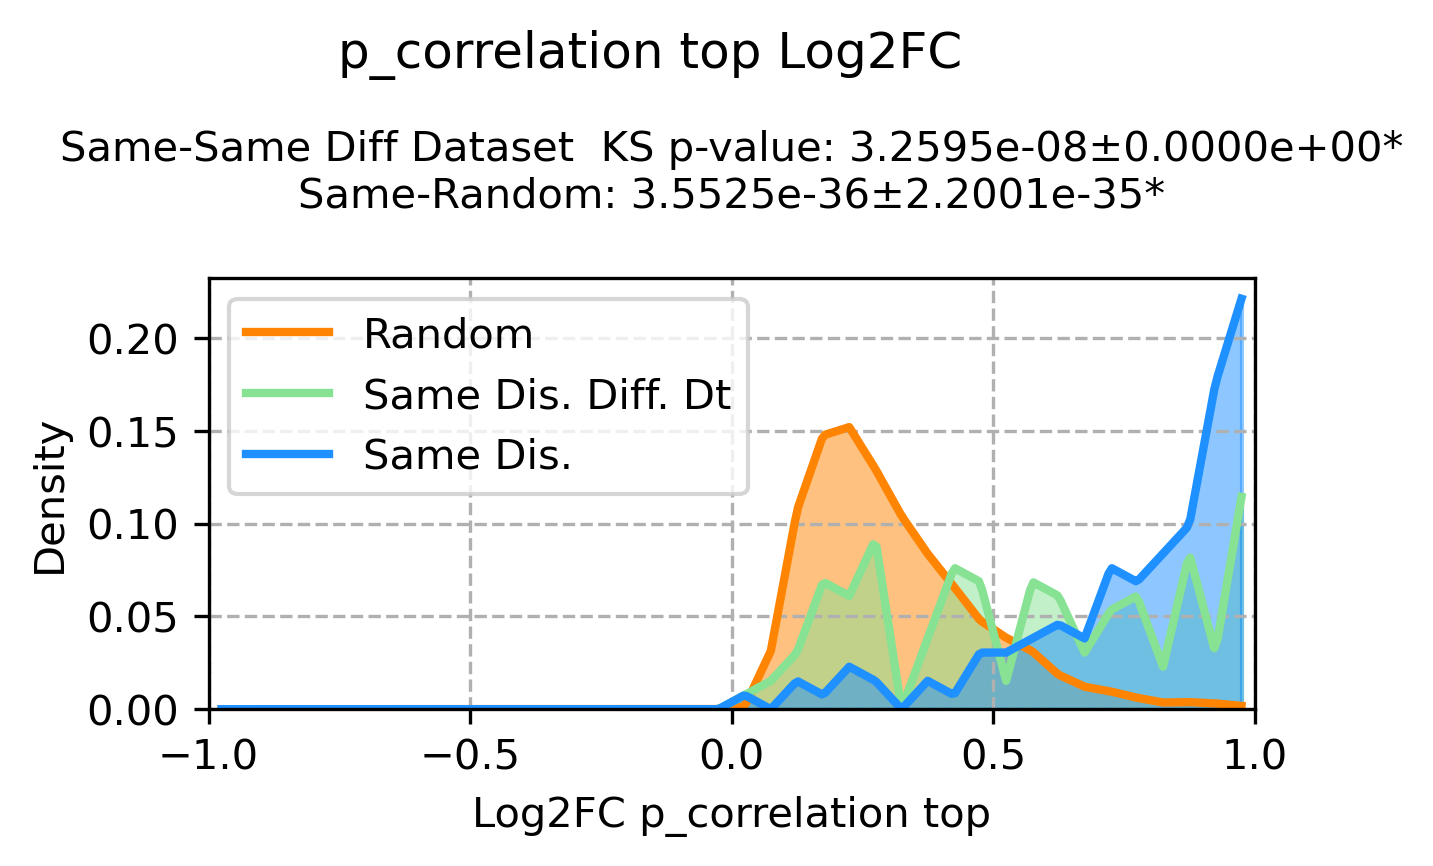 p_correlation top Log2FC
Same-Same Diff Dataset  KS p-value: 3.2595e-08±0.0000e+00*
Same-Random: 3.5525e-36±2.2001e-35*
Random
Same Dis. Diff. Dt
Same Dis.
Density
0.20
0.15
0.10
0.05
0.00
−1.0
−0.5
0.0
0.5
1.0
Log2FC p_correlation top